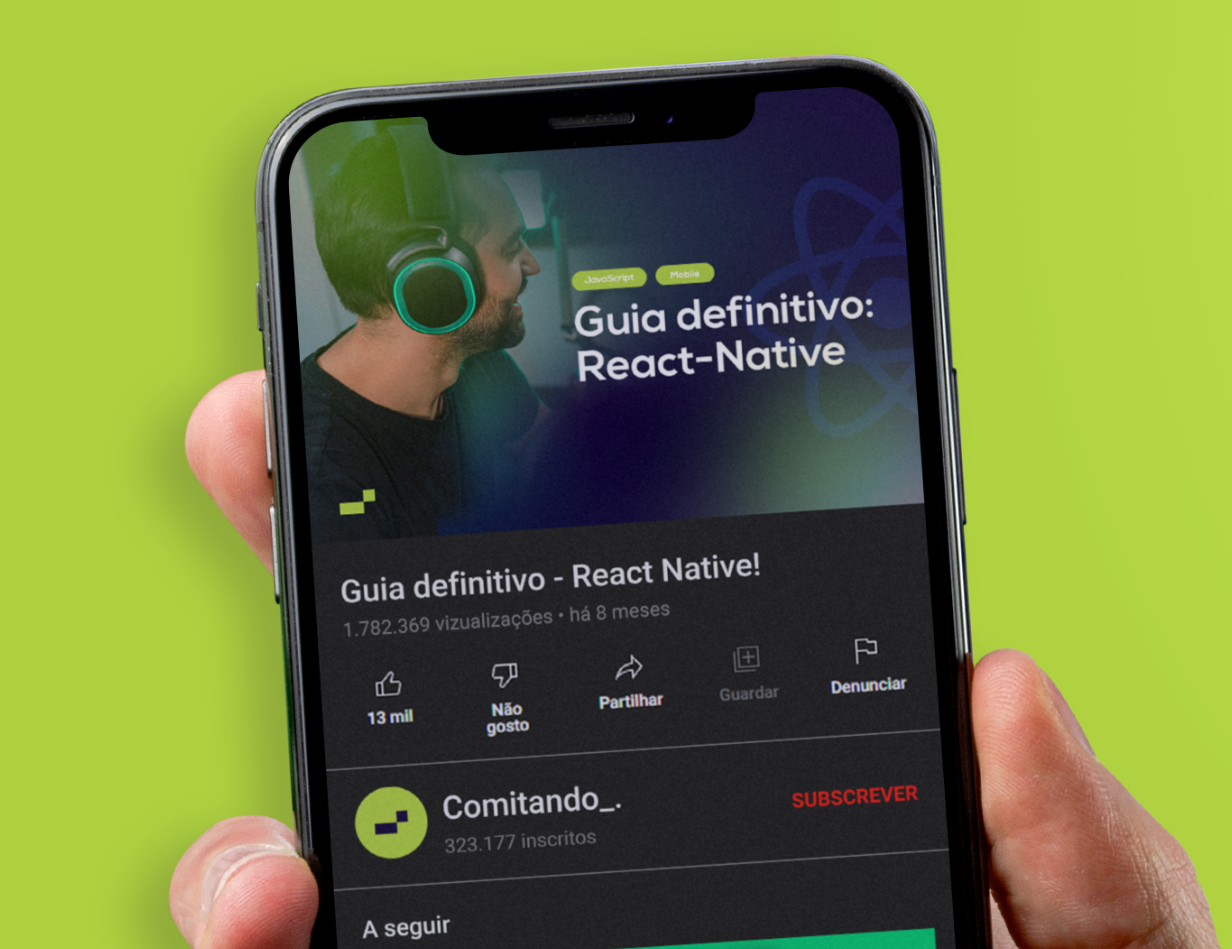 JavaScript Mobile
Guia definitivo:
React-Native
Guia definitivo - React Native!
1.782.369 vizualizações • há 8 meses
13 mil
Não
gosto
Partilhar
Guardar
Denunciar
Comitando_.
323.177 inscritos
SUBSCREVER
A seguir